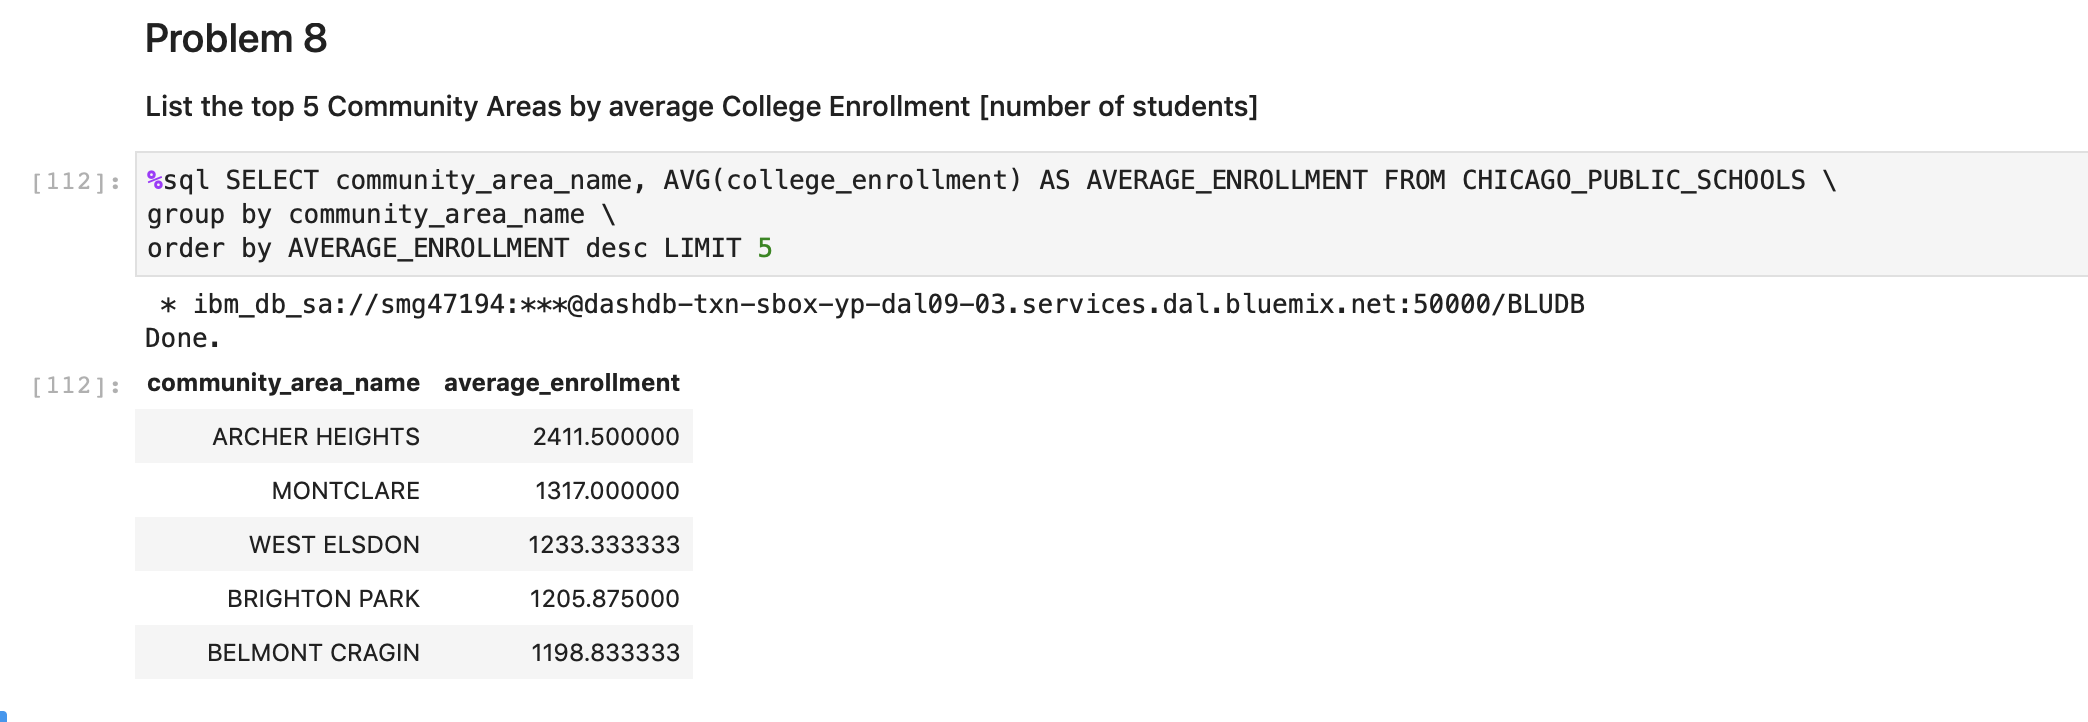 Problem 8
List the top 5 Community Areas by average College Enrollment [number of students]
[112]: %sql SELECT community_area_name, AVG(college_enrollment) AS AVERAGE_ENROLLMENT FROM CHICAGO_PUBLIC_SCHOOLS \
group by community_area_name \
order by AVERAGE_ENROLLMENT desc LIMIT 5
* ibm_db_sa://smg47194:***@dashdb-txn-sbox-yp-dal09-03.services.dal.bluemix.net:50000/BLUDB
Done.
[112]: community_area_name average_enrollment
ARCHER HEIGHTS 2411.500000
MONTCLARE 1317.000000
WEST ELSDON 1233.333333
BRIGHTON PARK 1205.875000
BELMONT CRAGIN 1198.833333